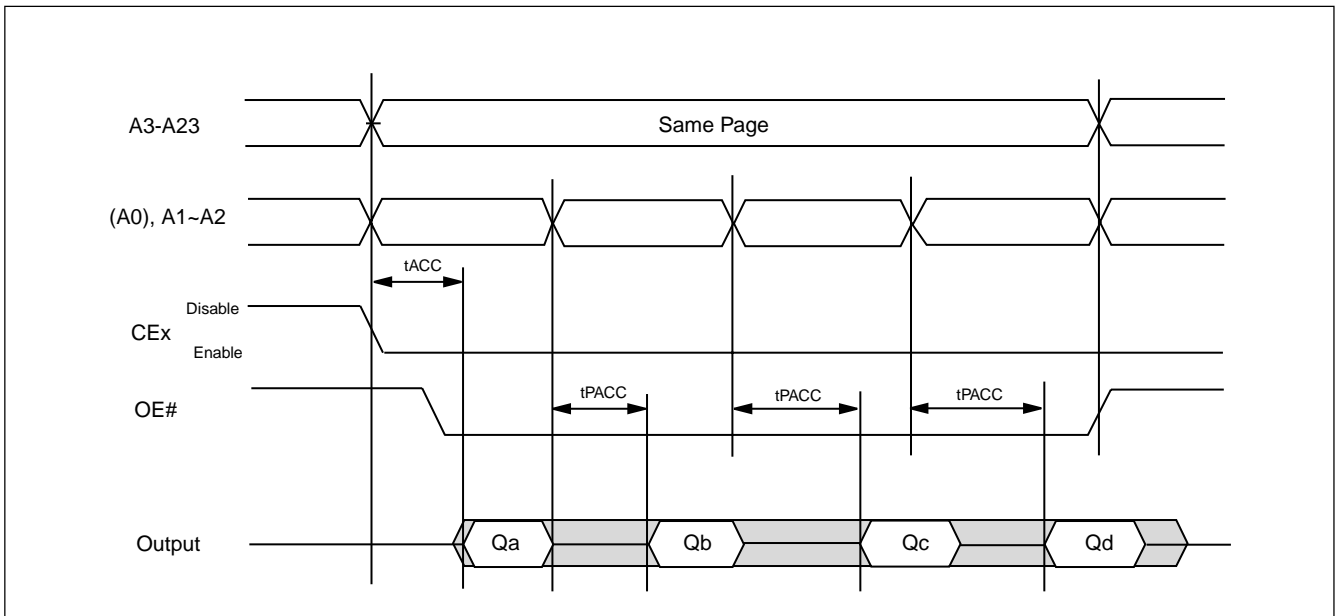 A3-A23
Same Page
(A0), A1~A2
tACC
Disable
CEx
Enable
tPACC tPACC tPACC
OE#
Output Qa Qb Qc Qd